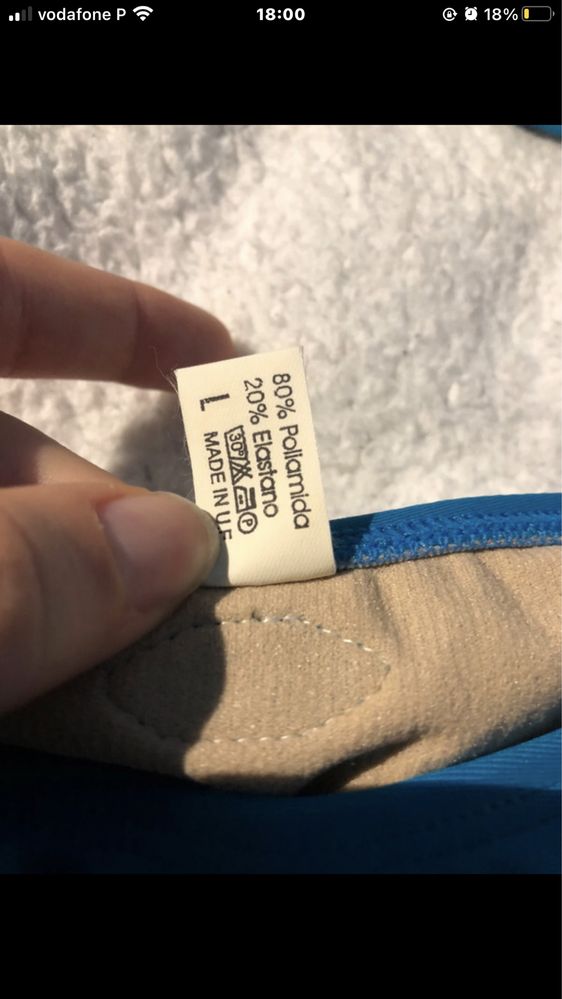 vodafone P
18:00
18%
80% Poliamida
20% Elastano
30°
P
L
MADE IN U.E